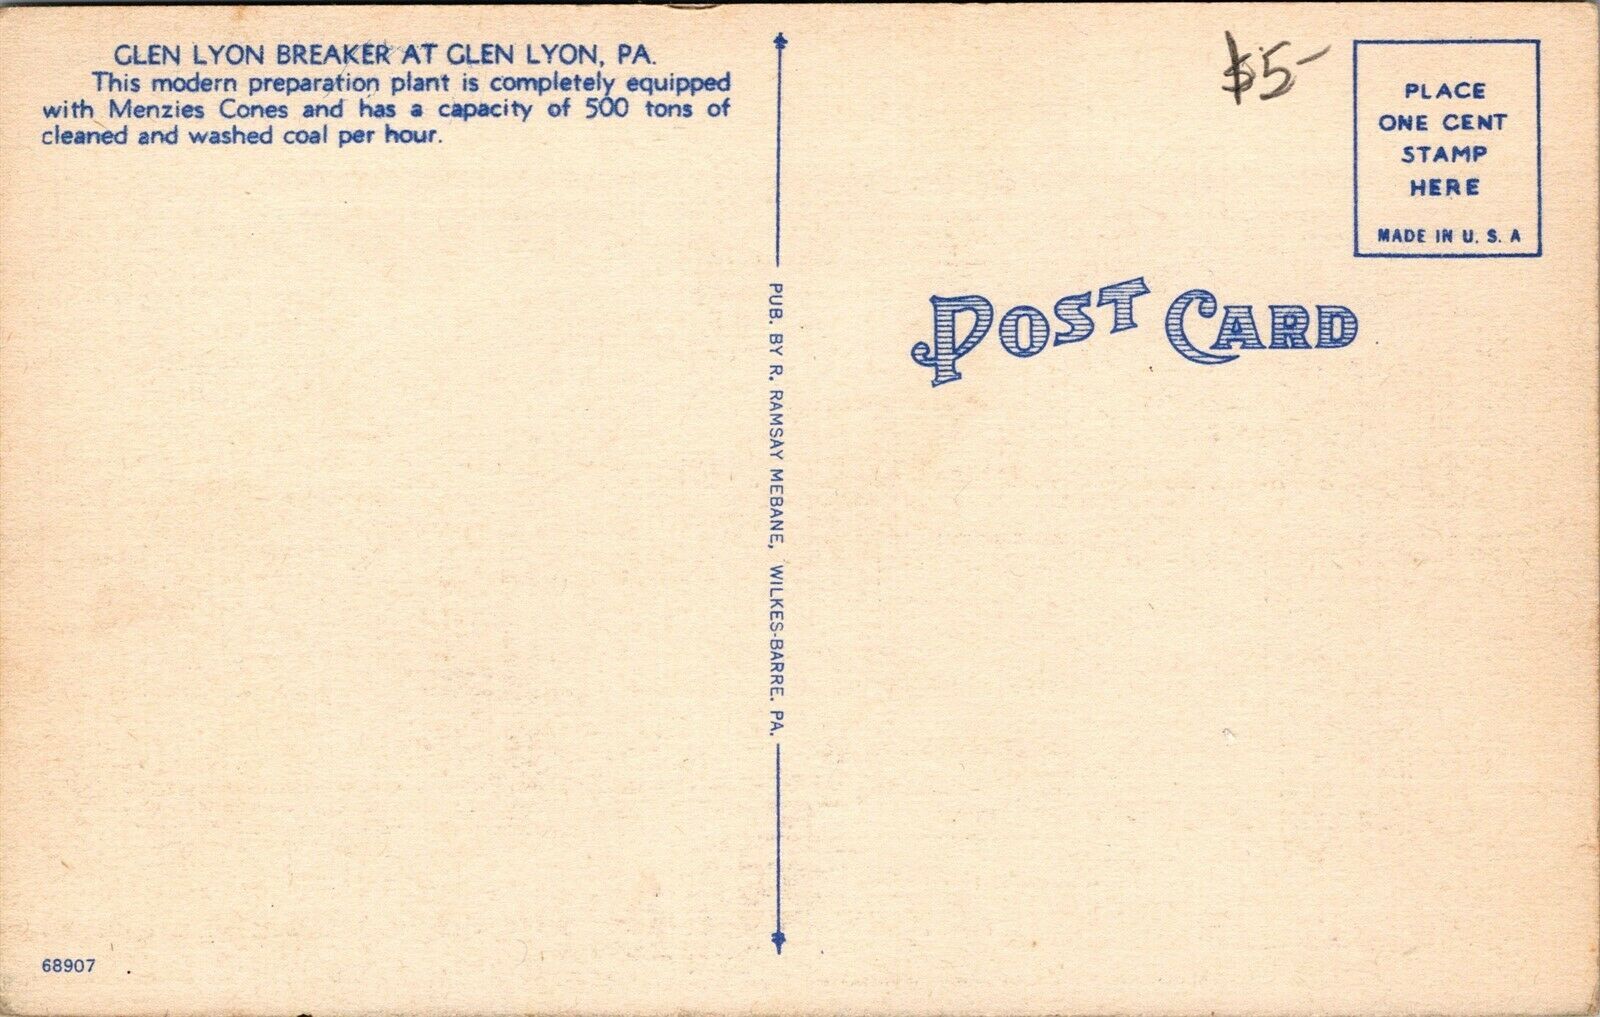 GLEN LYON BREAKER AT GLEN LYON, PA.
This modern preparation plant is completely equipped
with Menzies Cones and has a capacity of 500 tons of
cleaned and washed coal per hour.
$5-
PLACE
ONE CENT
STAMP
HERE
MADE IN U. S. A
POST CARD
PUB. BY R. RAMSAY MEBANE, WILKES-BARRE. PA.
68907